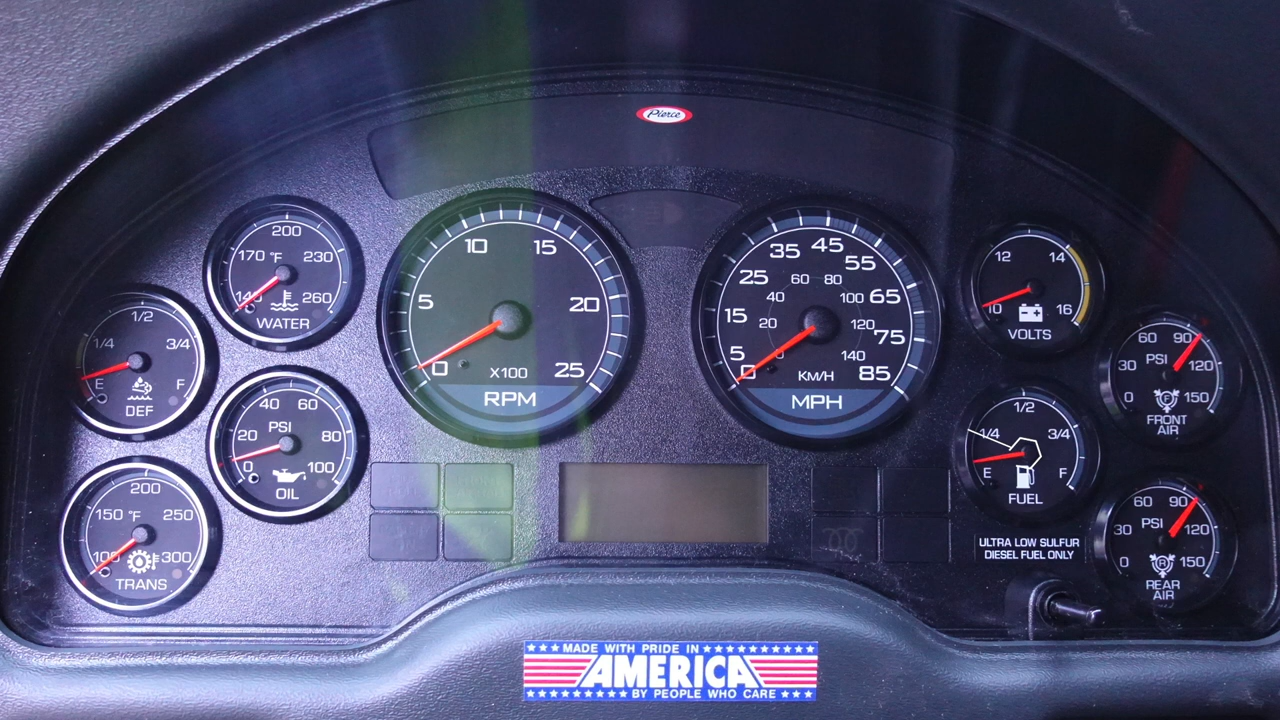 Pierce
200
170 °F 230
140 260
WATER
1/2
1/4 3/4
E F
DEF
40 60
PSI
20 80
0 100
OIL
200
150 °F 250
100 300
TRANS
10 15
5 20
0 25
X100
RPM
35 45
25 55
15 65
5 75
0 85
60 80
40 100
20 120
0 140
KM/H
MPH
12 14
10 16
VOLTS
60 90
PSI
30 120
0 150
F
FRONT
AIR
1/2
1/4 3/4
E F
FUEL
60 90
PSI
30 120
0 150
R
REAR
AIR
ULTRA LOW SULFUR
DIESEL FUEL ONLY
MADE WITH PRIDE IN
AMERICA
BY PEOPLE WHO CARE